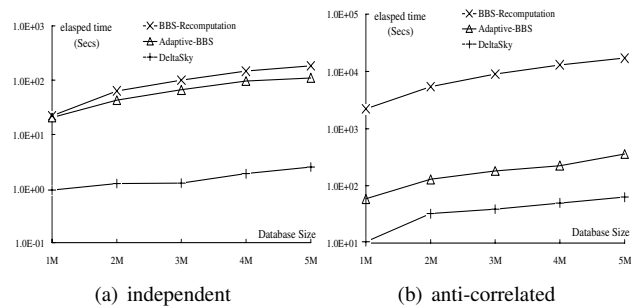 elasped time
(Secs)
BBS-Recomputation
Adaptive-BBS
DeltaSky
1.0E+03
1.0E+02
1.0E+01
1.0E+00
1.0E-01
Database Size
1M 2M 3M 4M 5M
(a) independent
elasped time
(Secs)
BBS-Recomputation
Adaptive-BBS
DeltaSky
1.0E+05
1.0E+04
1.0E+03
1.0E+02
1.0E+01
Database Size
1M 2M 3M 4M 5M
(b) anti-correlated